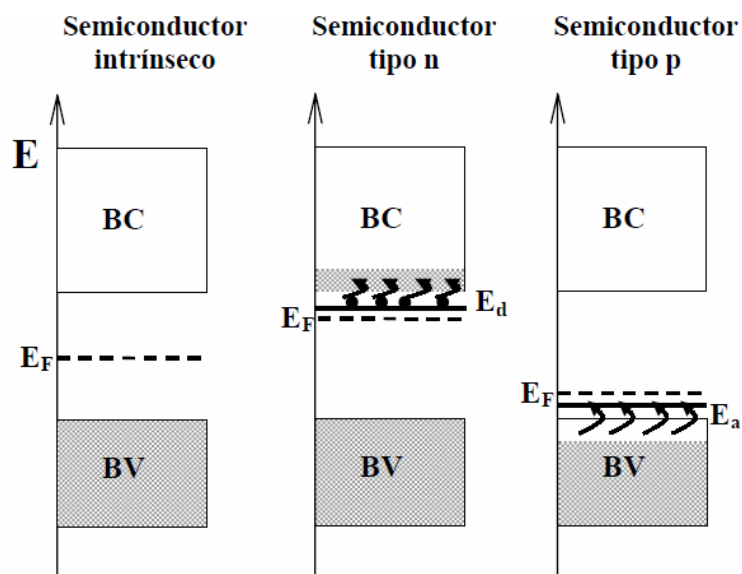 Semiconductor
intrínseco
Semiconductor
tipo n
Semiconductor
tipo p
E
BC
BC
BC
E_d
E_F
E_F
E_F
E_a
BV
BV
BV